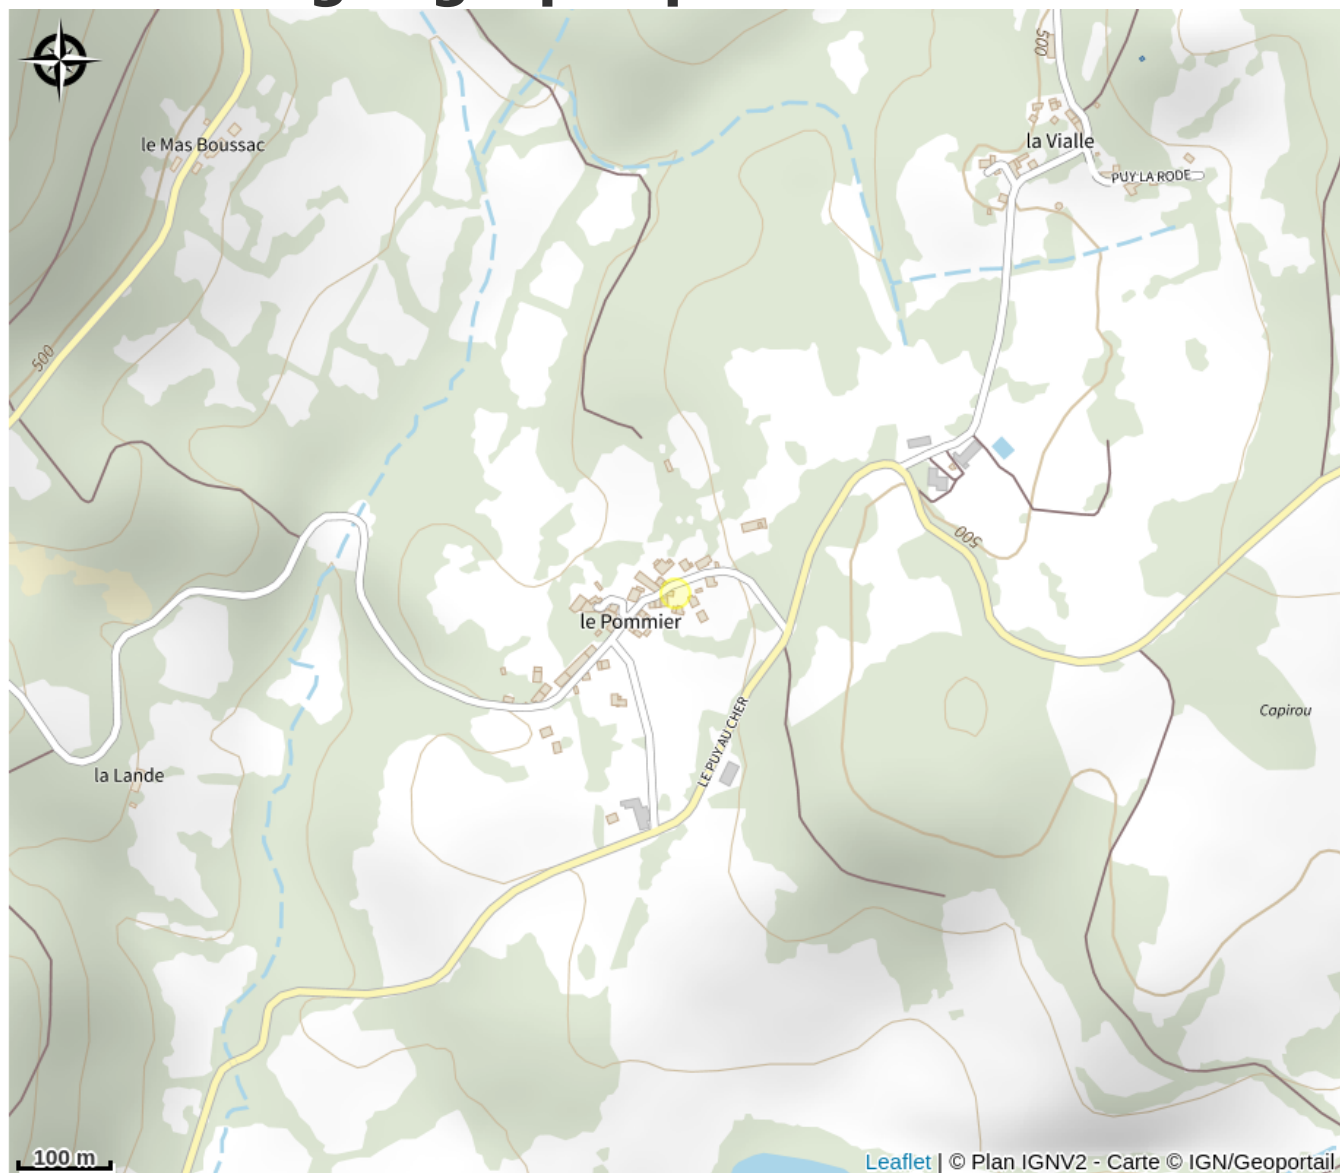 500
le Mas Boussac
la Vialle
PUY LA RODE
500
500
le Pommier
LE PUY AU CHER
Capirou
la Lande
100 m
Leaflet | © Plan IGNV2 - Carte © IGN/Geoportail